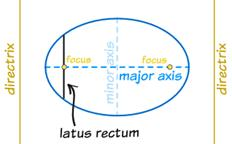 directrix
focus
minor axis
focus
major axis
latus rectum
directrix